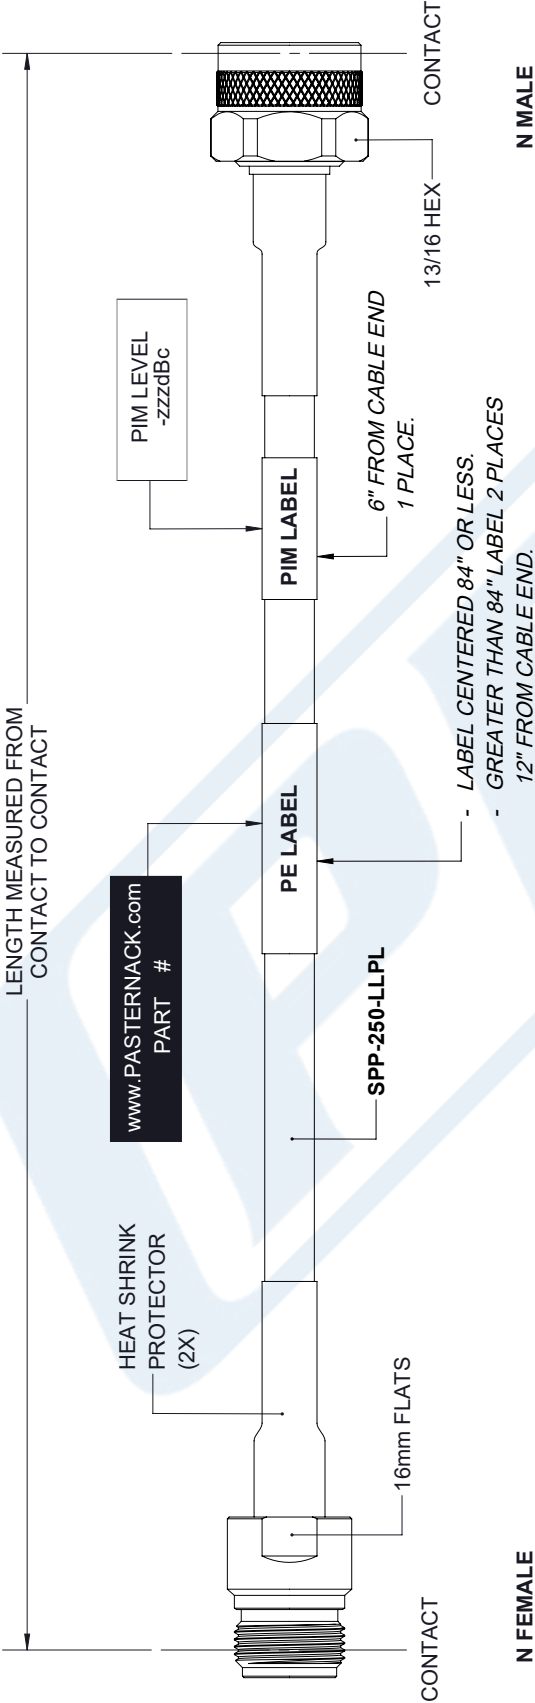 LENGTH MEASURED FROM
CONTACT TO CONTACT
www.PASTERNACK.com
PART #
PIM LEVEL
-zzzdBc
HEAT SHRINK
PROTECTOR
(2X)
PE LABEL
PIM LABEL
SPP-250-LLPL
16mm FLATS
6" FROM CABLE END
1 PLACE.
13/16 HEX
CONTACT
CONTACT
- LABEL CENTERED 84" OR LESS.
- GREATER THAN 84" LABEL 2 PLACES
12" FROM CABLE END.
N FEMALE
N MALE